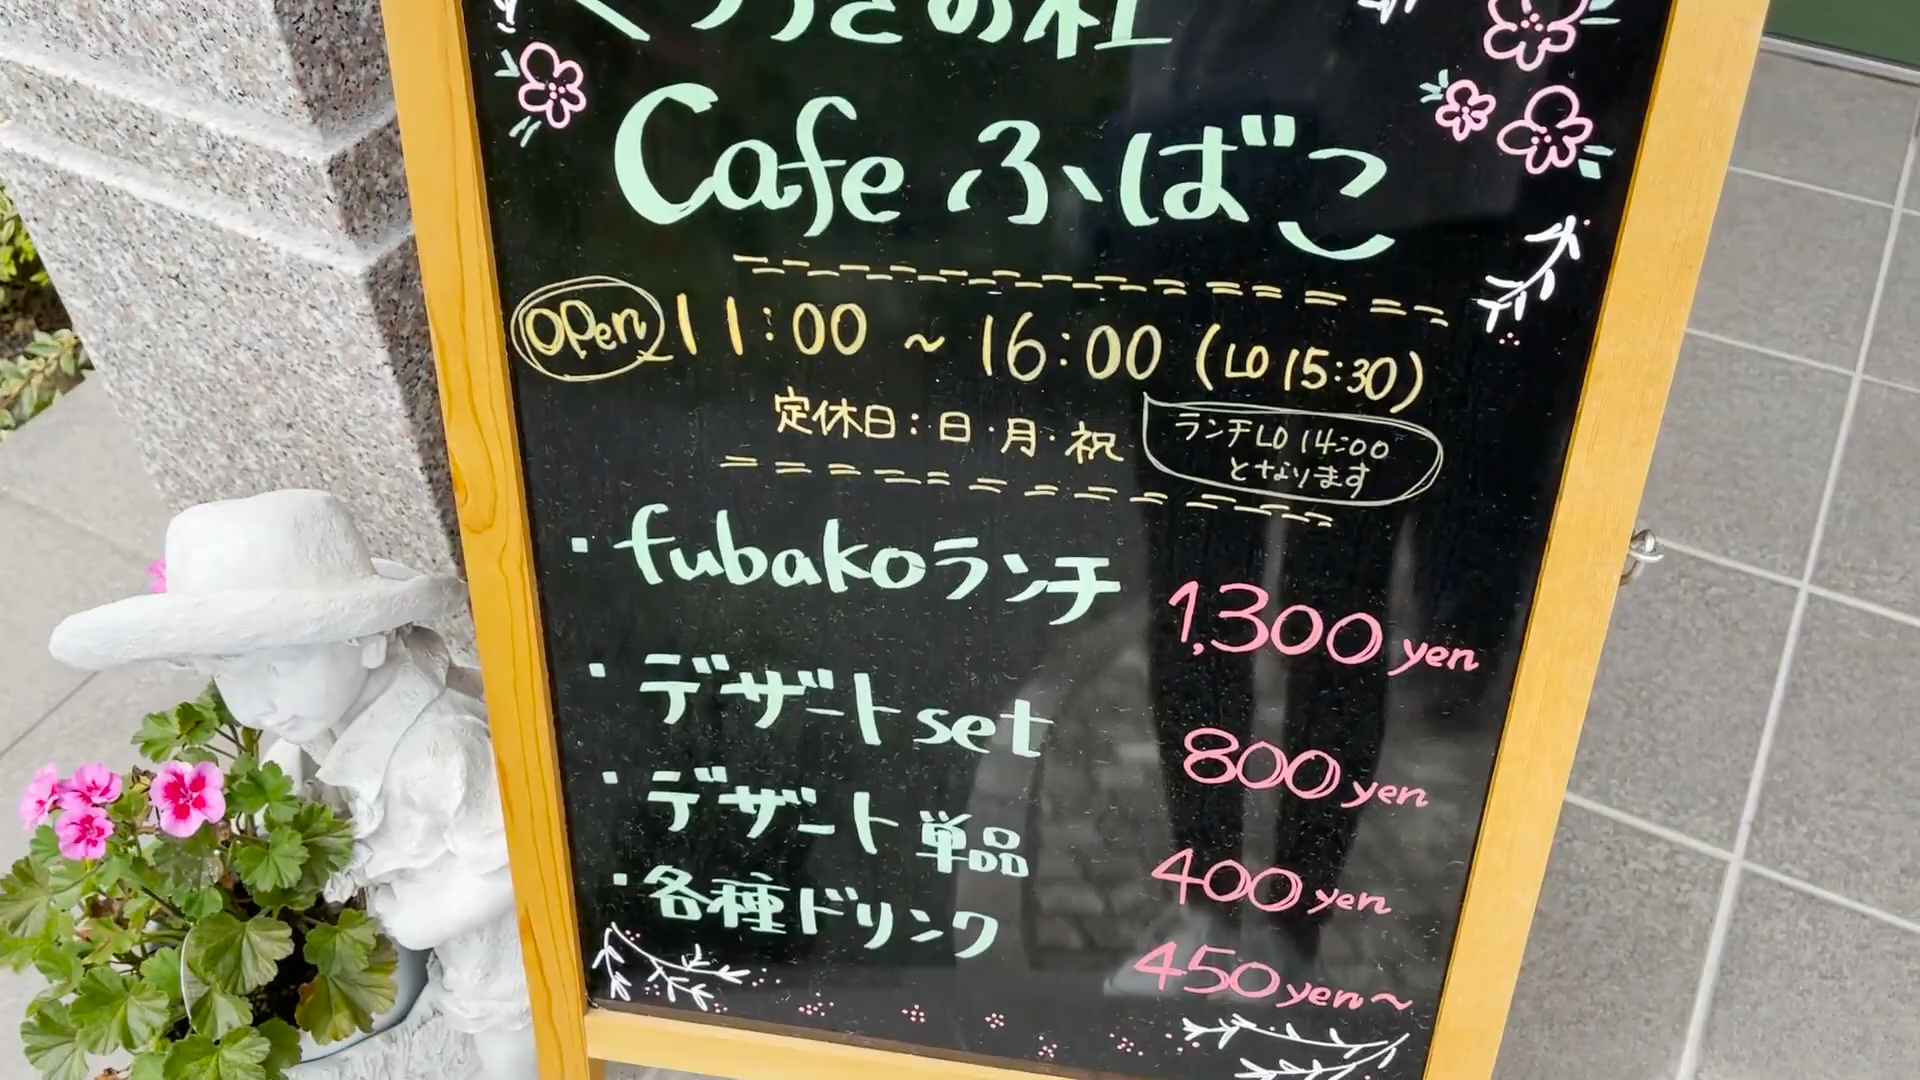 Cafe ふばこ
open 11:00 ~ 16:00 (LO 15:30)
定休日:日・月・祝
ランチLO 14:00
となります
・fubakoランチ 1,300 yen
・デザートset 800 yen
・デザート単品 400 yen
・各種ドリンク 450 yen~